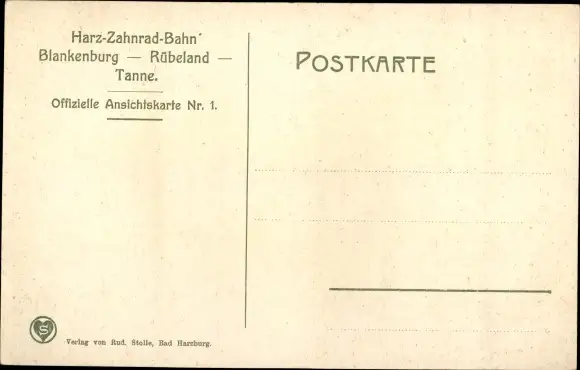 Harz-Zahnrad-Bahn
Blankenburg — Rübeland —
Tanne.
Offizielle Ansichtskarte Nr. 1.
POSTKARTE
S
Verlag von Rud. Stolle, Bad Harzburg.